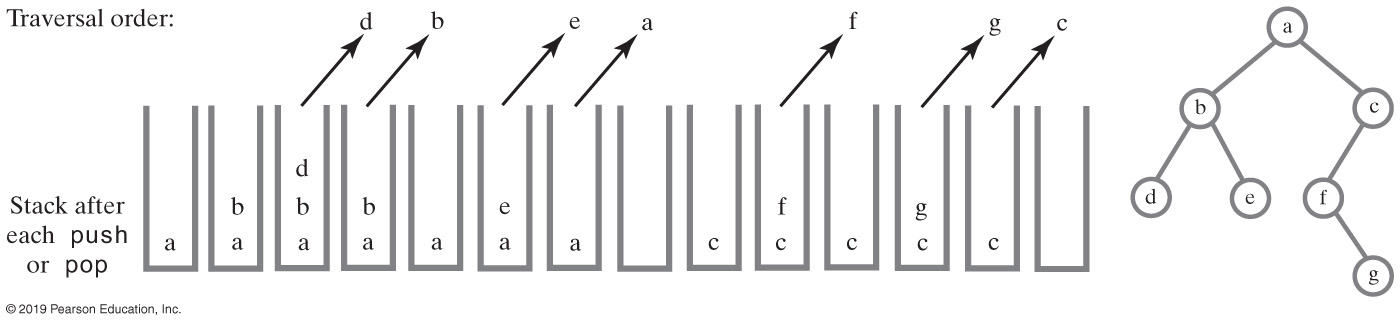 Traversal order: d b e a f g c
d
b b e f g
a a a a a a a c c c c c
Stack after
each push
or pop
© 2019 Pearson Education, Inc.
a
b c
d e f
g